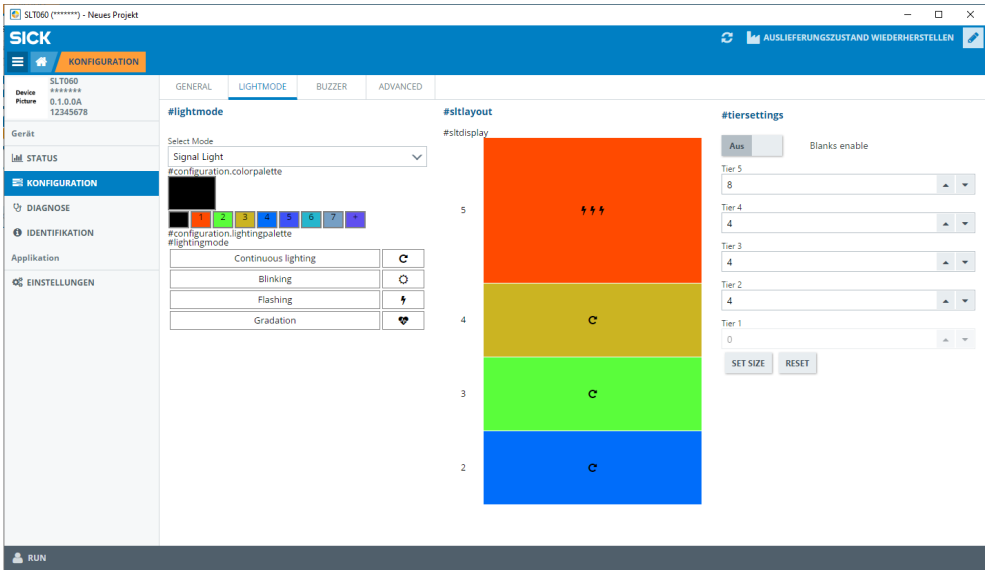 SLT060 (*******) - Neues Projekt
SICK
AUSLIEFERUNGSZUSTAND WIEDERHERSTELLEN
KONFIGURATION
Device Picture
SLT060
*******
0.1.0.0A
12345678
Gerät
STATUS
KONFIGURATION
DIAGNOSE
IDENTIFIKATION
Applikation
EINSTELLUNGEN
GENERAL LIGHTMODE BUZZER ADVANCED
#lightmode
Select Mode
Signal Light
#configuration.colorpalette
1 2 3 4 5 6 7 *
#configuration.lightingpalette
#lightingmode
Continuous lighting
Blinking
Flashing
Gradation
#sltlayout
#sltdisplay
5
4
3
2
#tiersettings
Aus Blanks enable
Tier 5
8
Tier 4
4
Tier 3
4
Tier 2
4
Tier 1
0
SET SIZE RESET
RUN